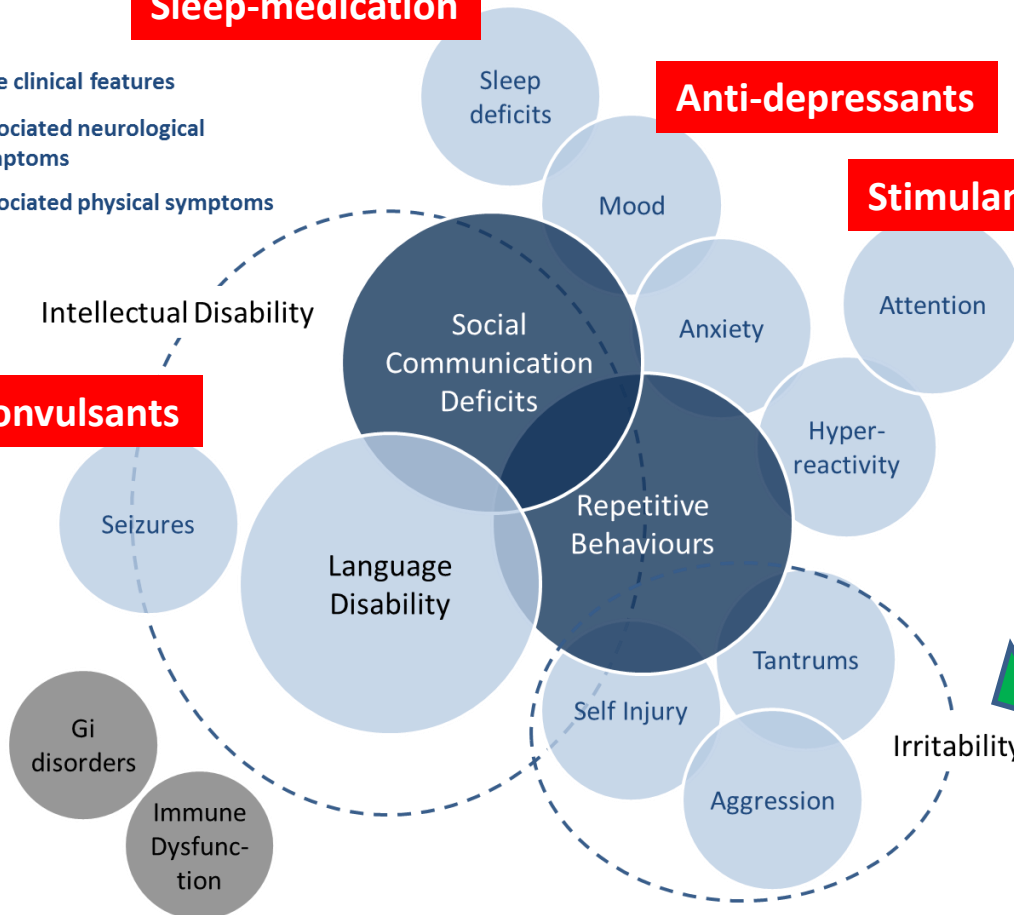 Sleep-medication
e clinical features
ociated neurological
nptoms
ociated physical symptoms
Sleep
deficits
Anti-depressants
Mood
Stimular
Attention
Intellectual Disability
Social
Communication
Deficits
Anxiety
onvulsants
Hyper-
reactivity
Seizures
Repetitive
Behaviours
Language
Disability
Tantrums
Self Injury
Irritability
Aggression
Gi
disorders
Immune
Dysfunc-
tion